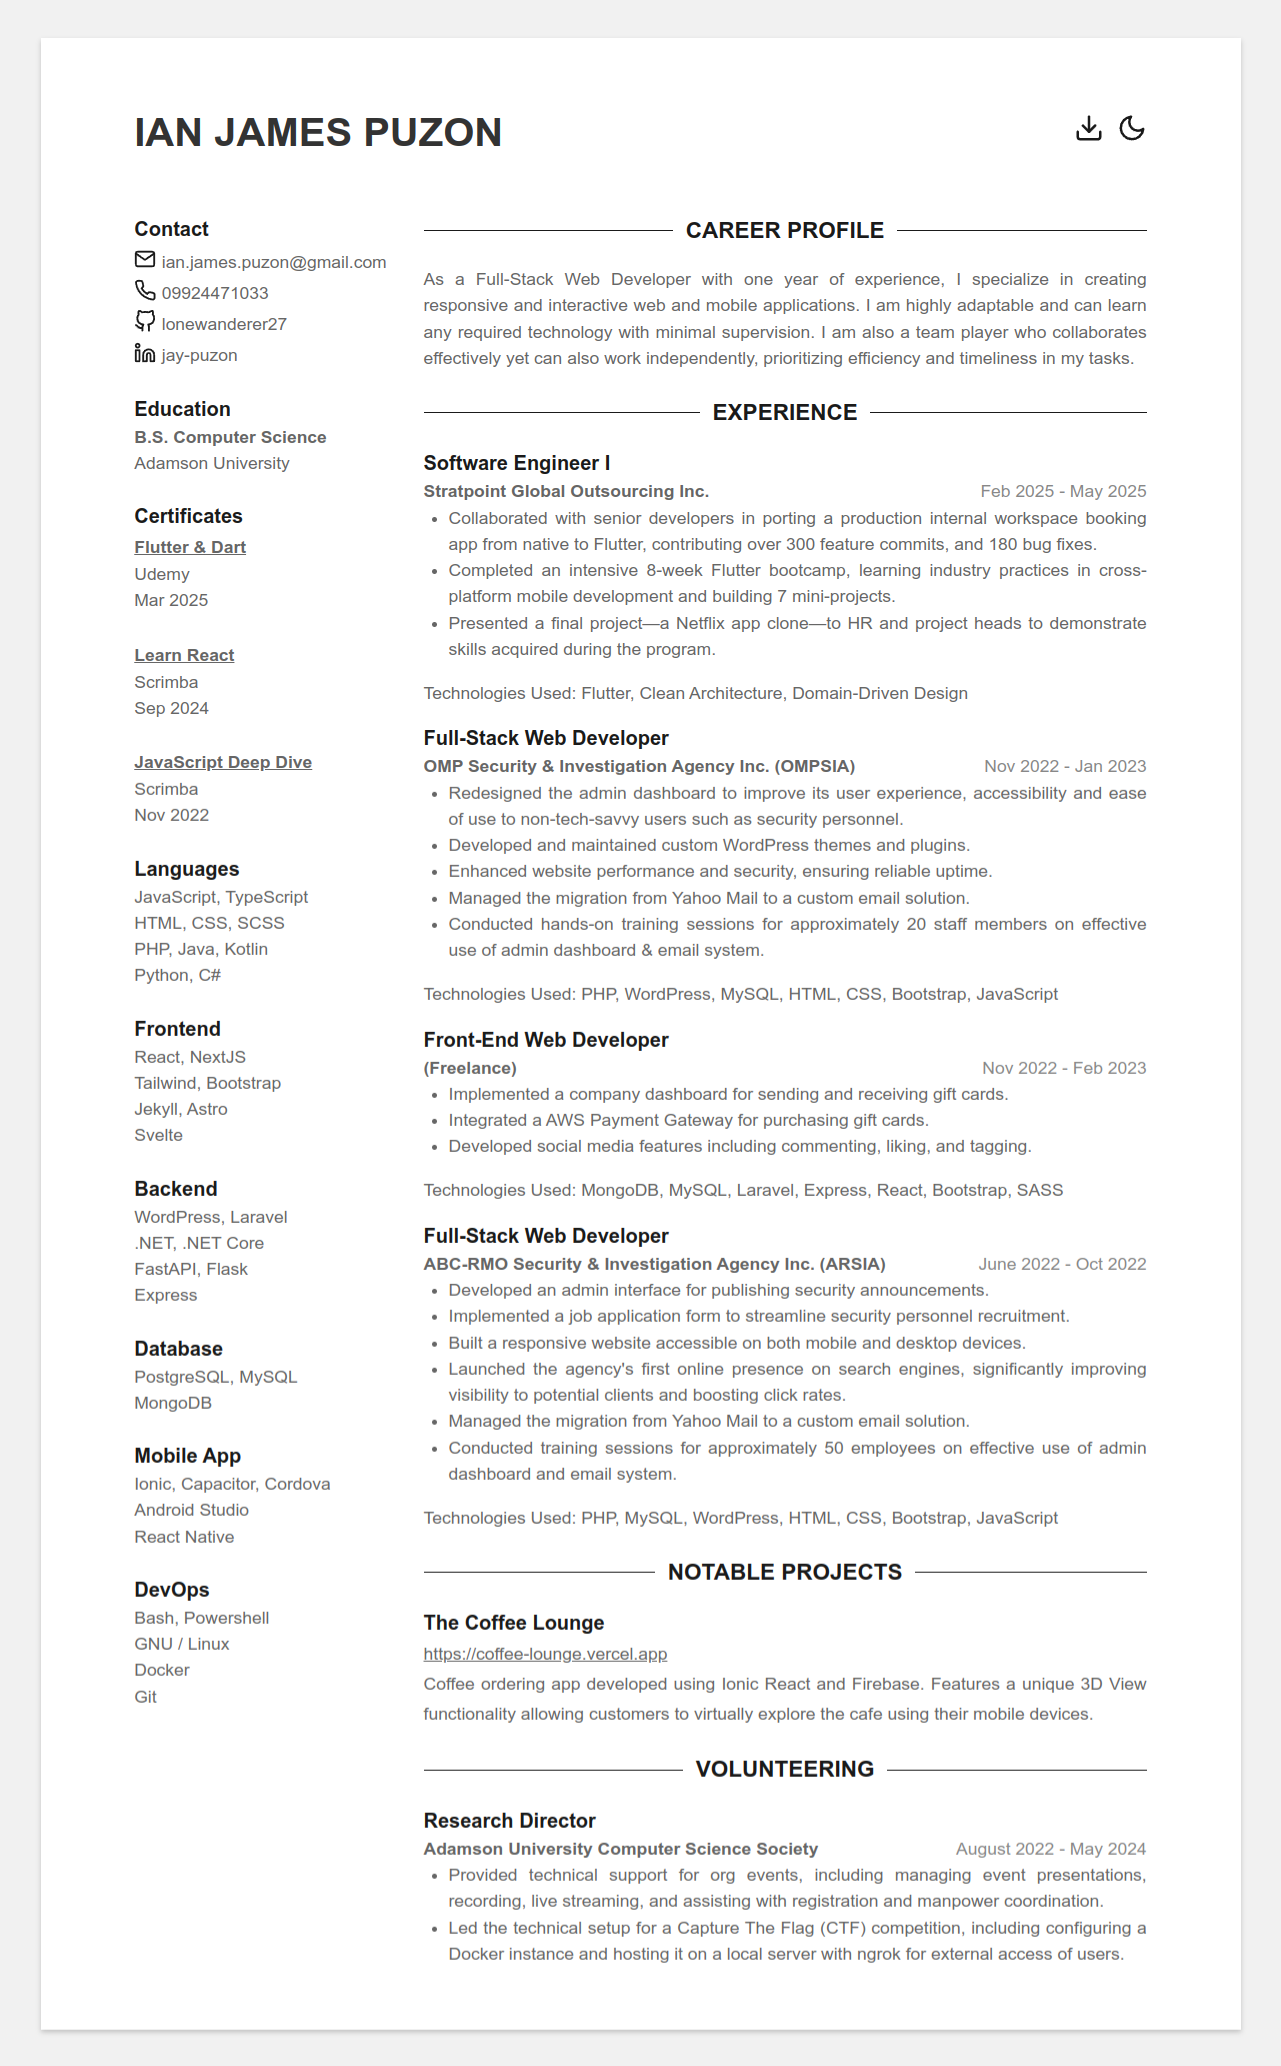 IAN JAMES PUZON
Contact
ian.james.puzon@gmail.com
09924471033
lonewanderer27
jay-puzon
Education
B.S. Computer Science
Adamson University
Certificates
Flutter & Dart
Udemy
Mar 2025
Learn React
Scrimba
Sep 2024
JavaScript Deep Dive
Scrimba
Nov 2022
Languages
JavaScript, TypeScript
HTML, CSS, SCSS
PHP, Java, Kotlin
Python, C#
Frontend
React, NextJS
Tailwind, Bootstrap
Jekyll, Astro
Svelte
Backend
WordPress, Laravel
.NET, .NET Core
FastAPI, Flask
Express
Database
PostgreSQL, MySQL
MongoDB
Mobile App
Ionic, Capacitor, Cordova
Android Studio
React Native
DevOps
Bash, Powershell
GNU / Linux
Docker
Git
CAREER PROFILE
As a Full-Stack Web Developer with one year of experience, I specialize in creating
responsive and interactive web and mobile applications. I am highly adaptable and can learn
any required technology with minimal supervision. I am also a team player who collaborates
effectively yet can also work independently, prioritizing efficiency and timeliness in my tasks.
EXPERIENCE
Software Engineer I
Stratpoint Global Outsourcing Inc. Feb 2025 - May 2025
• Collaborated with senior developers in porting a production internal workspace booking
app from native to Flutter, contributing over 300 feature commits, and 180 bug fixes.
• Completed an intensive 8-week Flutter bootcamp, learning industry practices in cross-
platform mobile development and building 7 mini-projects.
• Presented a final project—a Netflix app clone—to HR and project heads to demonstrate
skills acquired during the program.
Technologies Used: Flutter, Clean Architecture, Domain-Driven Design
Full-Stack Web Developer
OMP Security & Investigation Agency Inc. (OMPSIA) Nov 2022 - Jan 2023
• Redesigned the admin dashboard to improve its user experience, accessibility and ease
of use to non-tech-savvy users such as security personnel.
• Developed and maintained custom WordPress themes and plugins.
• Enhanced website performance and security, ensuring reliable uptime.
• Managed the migration from Yahoo Mail to a custom email solution.
• Conducted hands-on training sessions for approximately 20 staff members on effective
use of admin dashboard & email system.
Technologies Used: PHP, WordPress, MySQL, HTML, CSS, Bootstrap, JavaScript
Front-End Web Developer
(Freelance) Nov 2022 - Feb 2023
• Implemented a company dashboard for sending and receiving gift cards.
• Integrated a AWS Payment Gateway for purchasing gift cards.
• Developed social media features including commenting, liking, and tagging.
Technologies Used: MongoDB, MySQL, Laravel, Express, React, Bootstrap, SASS
Full-Stack Web Developer
ABC-RMO Security & Investigation Agency Inc. (ARSIA) June 2022 - Oct 2022
• Developed an admin interface for publishing security announcements.
• Implemented a job application form to streamline security personnel recruitment.
• Built a responsive website accessible on both mobile and desktop devices.
• Launched the agency's first online presence on search engines, significantly improving
visibility to potential clients and boosting click rates.
• Managed the migration from Yahoo Mail to a custom email solution.
• Conducted training sessions for approximately 50 employees on effective use of admin
dashboard and email system.
Technologies Used: PHP, MySQL, WordPress, HTML, CSS, Bootstrap, JavaScript
NOTABLE PROJECTS
The Coffee Lounge
https://coffee-lounge.vercel.app
Coffee ordering app developed using Ionic React and Firebase. Features a unique 3D View
functionality allowing customers to virtually explore the cafe using their mobile devices.
VOLUNTEERING
Research Director
Adamson University Computer Science Society August 2022 - May 2024
• Provided technical support for org events, including managing event presentations,
recording, live streaming, and assisting with registration and manpower coordination.
• Led the technical setup for a Capture The Flag (CTF) competition, including configuring a
Docker instance and hosting it on a local server with ngrok for external access of users.